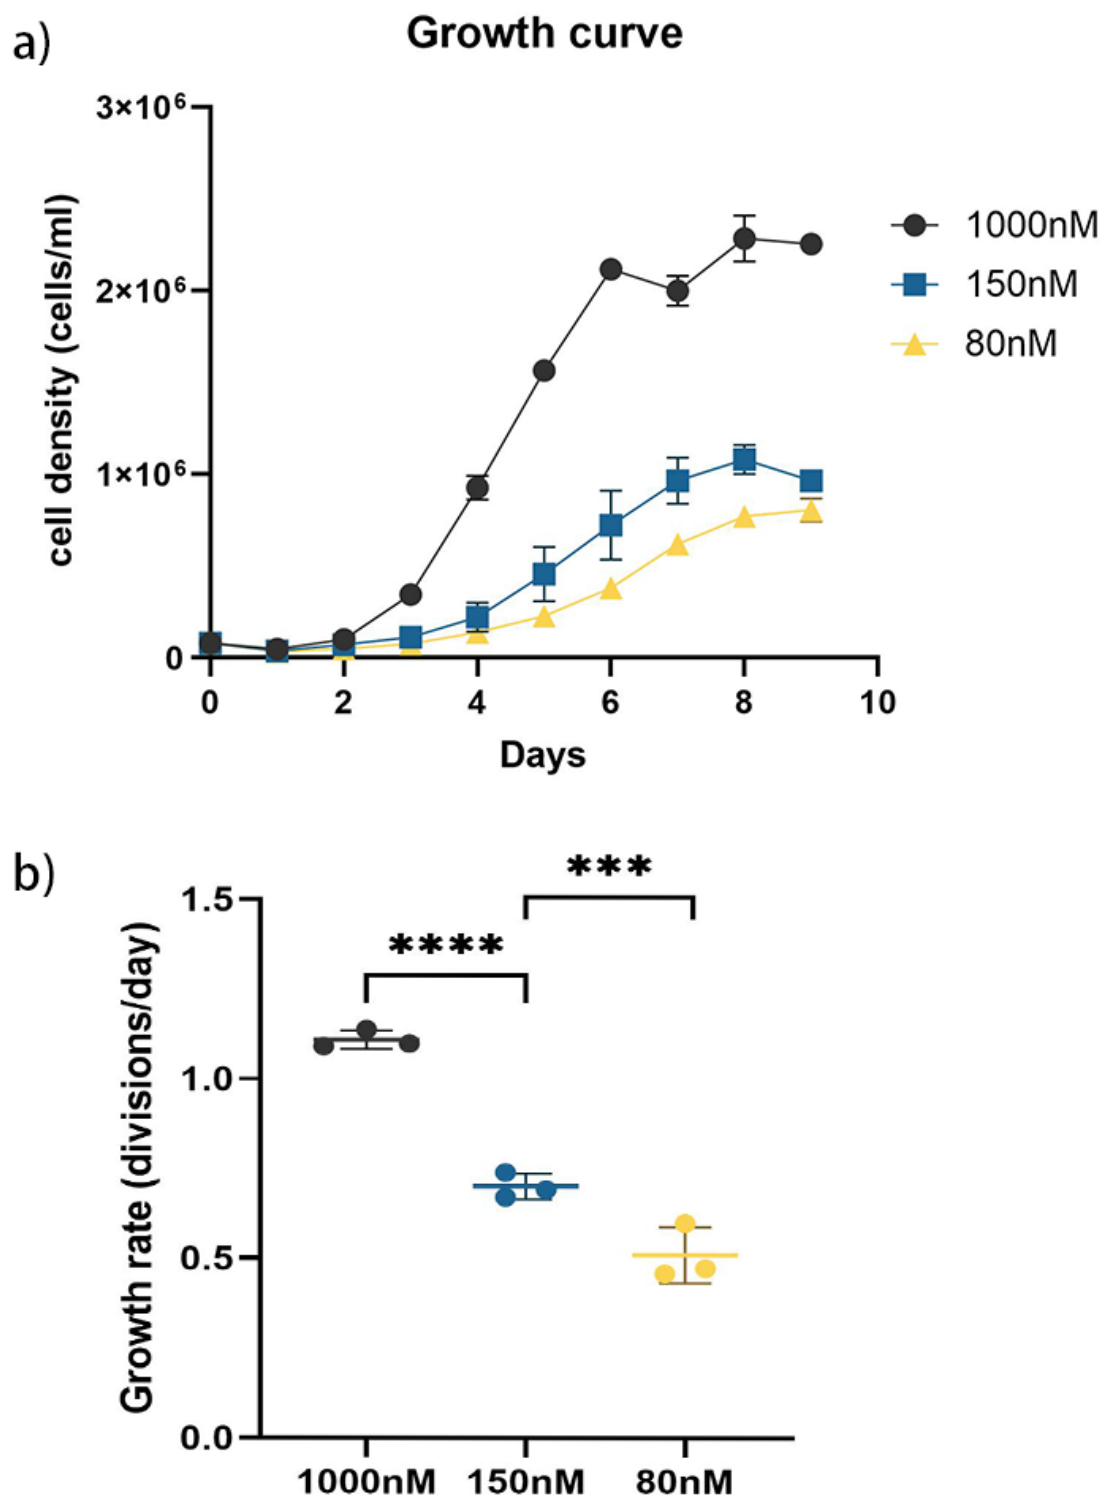 a)
Growth curve
3×10⁶
2×10⁶
1×10⁶
0
cell density (cells/ml)
0 2 4 6 8 10
Days
1000nM
150nM
80nM
b)
***
****
1.5
1.0
0.5
0.0
Growth rate (divisions/day)
1000nM 150nM 80nM